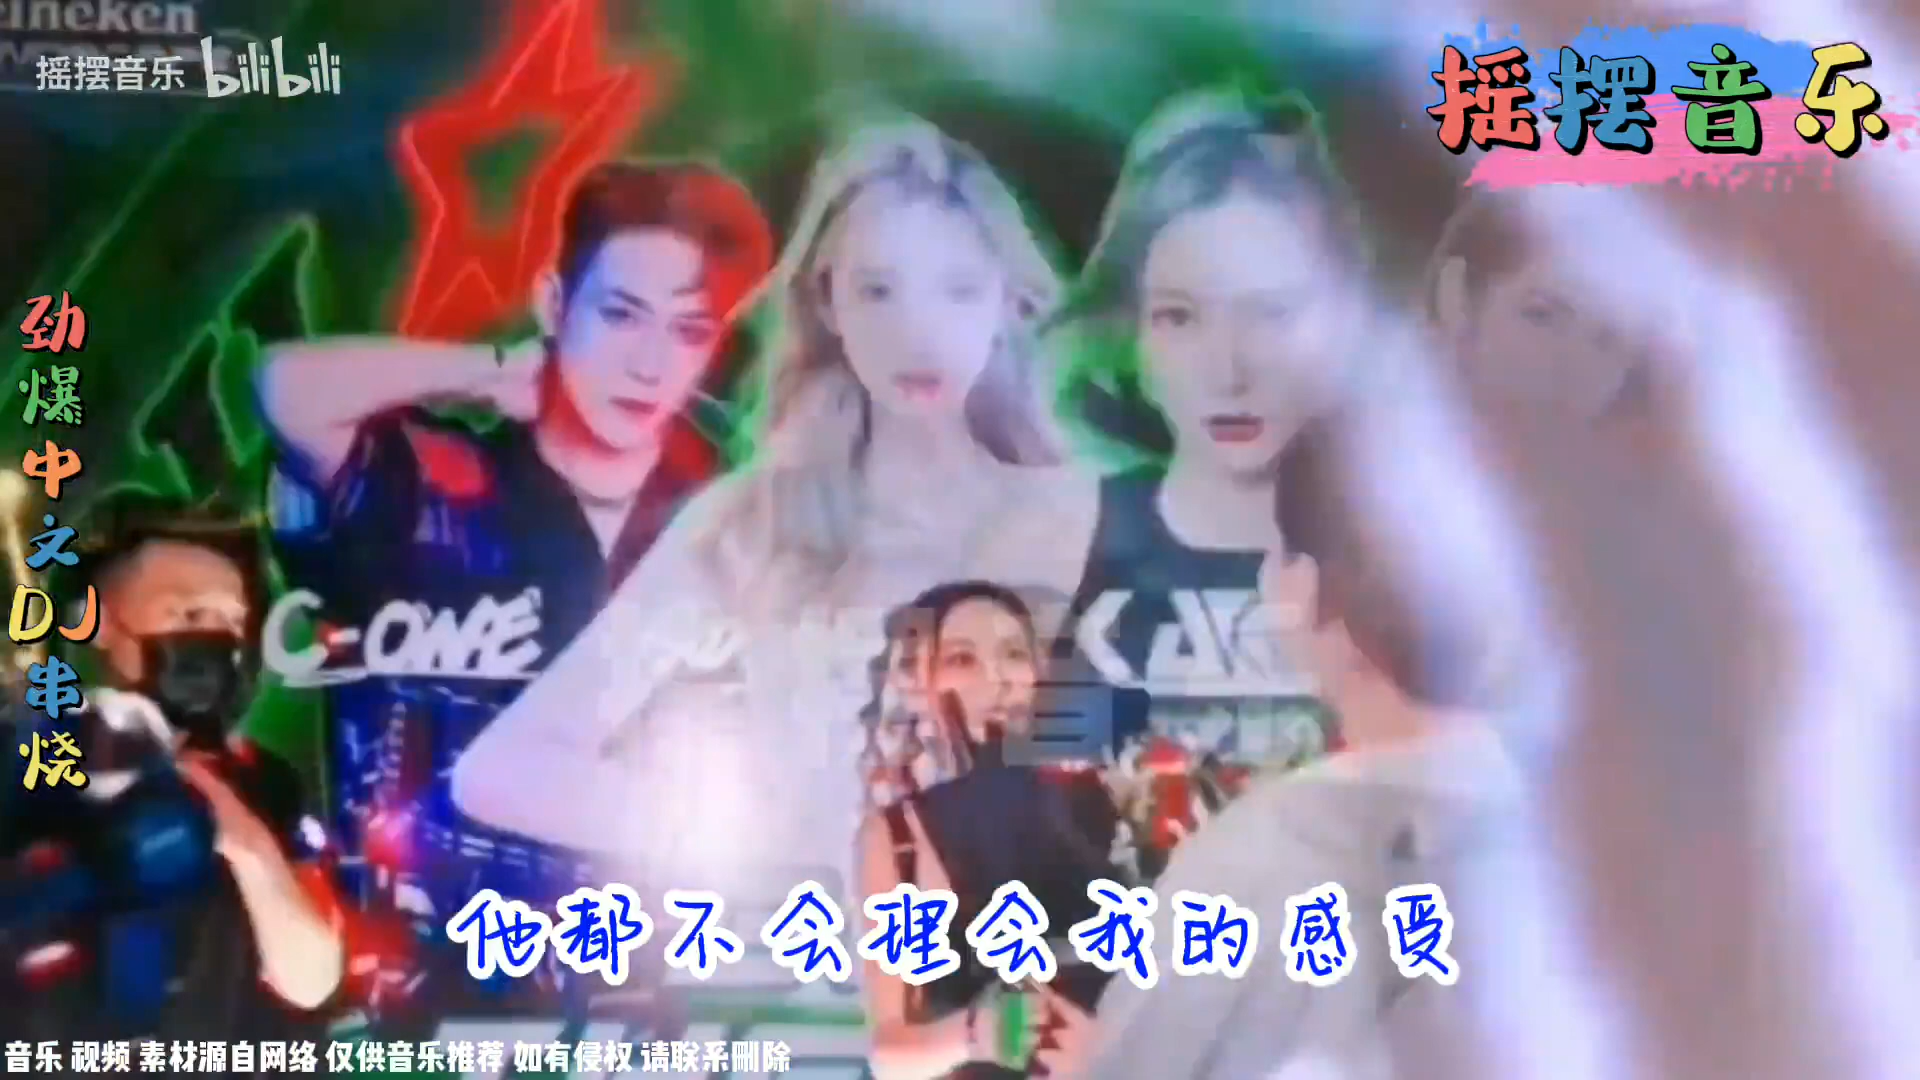 摇摆音乐 bilibili
摇摆音乐
劲爆中文DJ串烧
C-ONE
他都不会理会我的感受
音乐 视频 素材源自网络 仅供音乐推荐 如有侵权 请联系删除